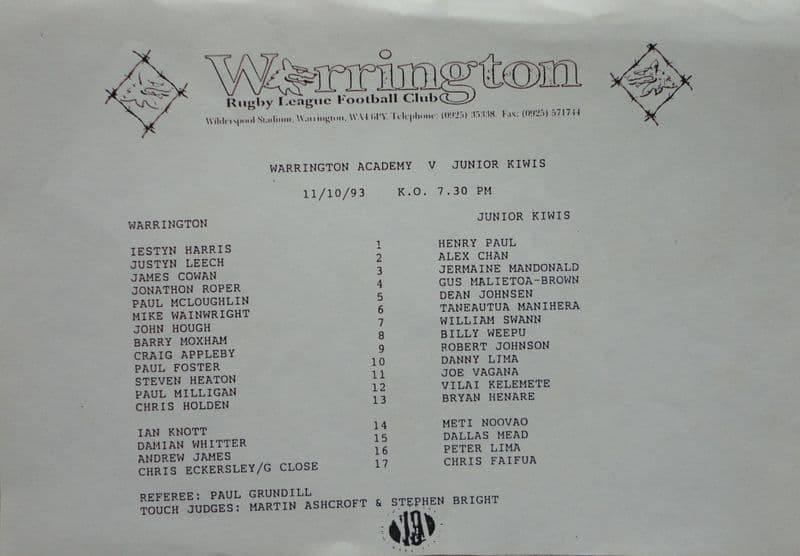 Warrington
Rugby League Football Club
Wilderspool Stadium, Warrington, WA4 6PY. Telephone: (0925) 35338. Fax: (0925) 571744
WARRINGTON ACADEMY V JUNIOR KIWIS
11/10/93 K.O. 7.30 PM
WARRINGTON JUNIOR KIWIS
IESTYN HARRIS 1 HENRY PAUL
JUSTYN LEECH 2 ALEX CHAN
JAMES COWAN 3 JERMAINE MANDONALD
JONATHON ROPER 4 GUS MALIETOA-BROWN
PAUL MCLOUGHLIN 5 DEAN JOHNSEN
MIKE WAINWRIGHT 6 TANEAUTUA MANIHERA
JOHN HOUGH 7 WILLIAM SWANN
BARRY MOXHAM 8 BILLY WEEPU
CRAIG APPLEBY 9 ROBERT JOHNSON
PAUL FOSTER 10 DANNY LIMA
STEVEN HEATON 11 JOE VAGANA
PAUL MILLIGAN 12 VILAI KELEMETE
CHRIS HOLDEN 13 BRYAN HENARE
IAN KNOTT 14 METI NOOVAO
DAMIAN WHITTER 15 DALLAS MEAD
ANDREW JAMES 16 PETER LIMA
CHRIS ECKERSLEY/G CLOSE 17 CHRIS FAIFUA
REFEREE: PAUL GRUNDILL
TOUCH JUDGES: MARTIN ASHCROFT & STEPHEN BRIGHT